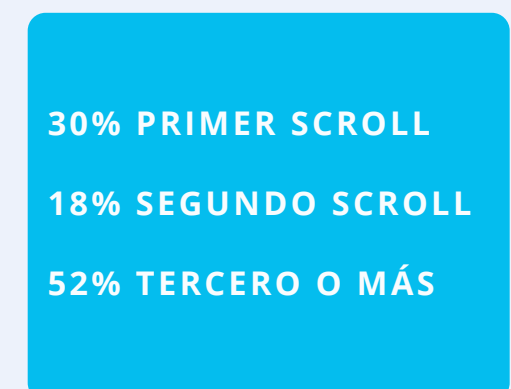 30% PRIMER SCROLL
18% SEGUNDO SCROLL
52% TERCERO O MÁS